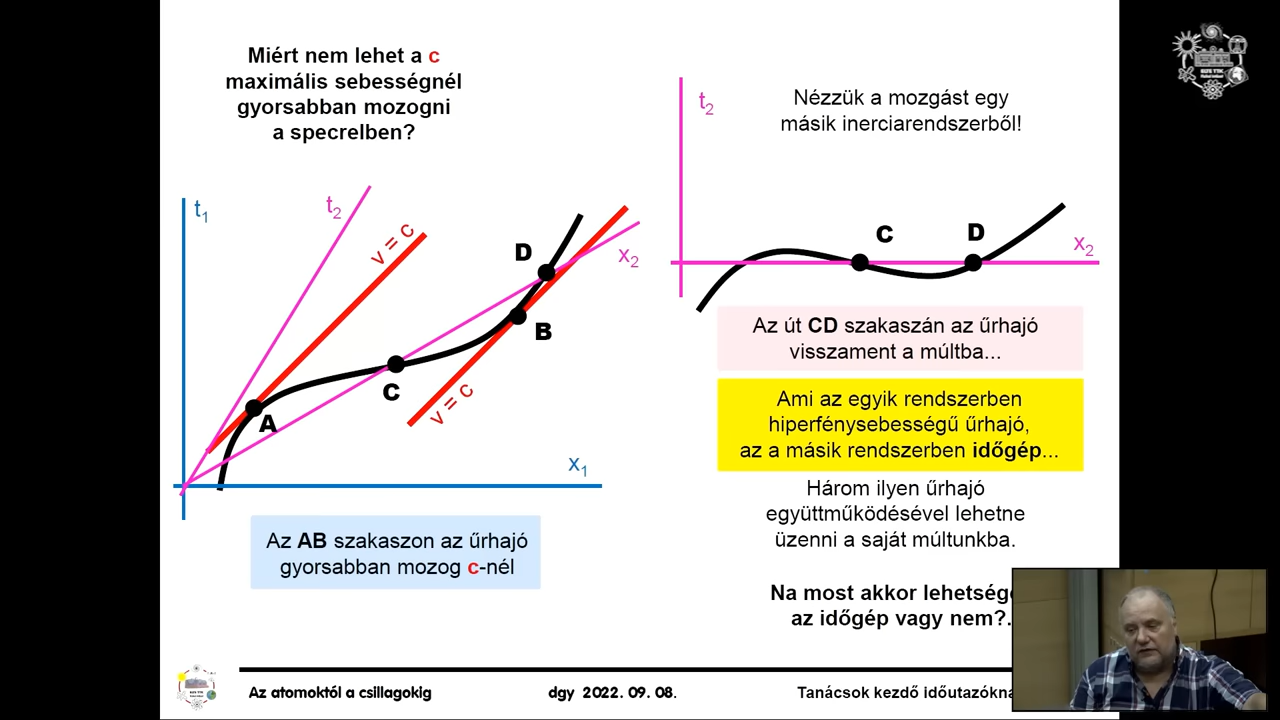 Miért nem lehet a c
maximális sebességnél
gyorsabban mozogni
a specrelben?
t1
t2
v = c
D
x2
B
C
v = c
A
x1
Az AB szakaszon az űrhajó
gyorsabban mozog c-nél
t2
Nézzük a mozgást egy
másik inerciarendszerből!
C
D
x2
Az út CD szakaszán az űrhajó
visszament a múltba...
Ami az egyik rendszerben
hiperfénysebességű űrhajó,
az a másik rendszerben időgép...
Három ilyen űrhajó
együttműködésével lehetne
üzenni a saját múltunkba.
Na most akkor
az időgép vagy nem?.
Az atomoktól a csillagokig
dgy 2022. 09. 08.
Tanácsok kezdő